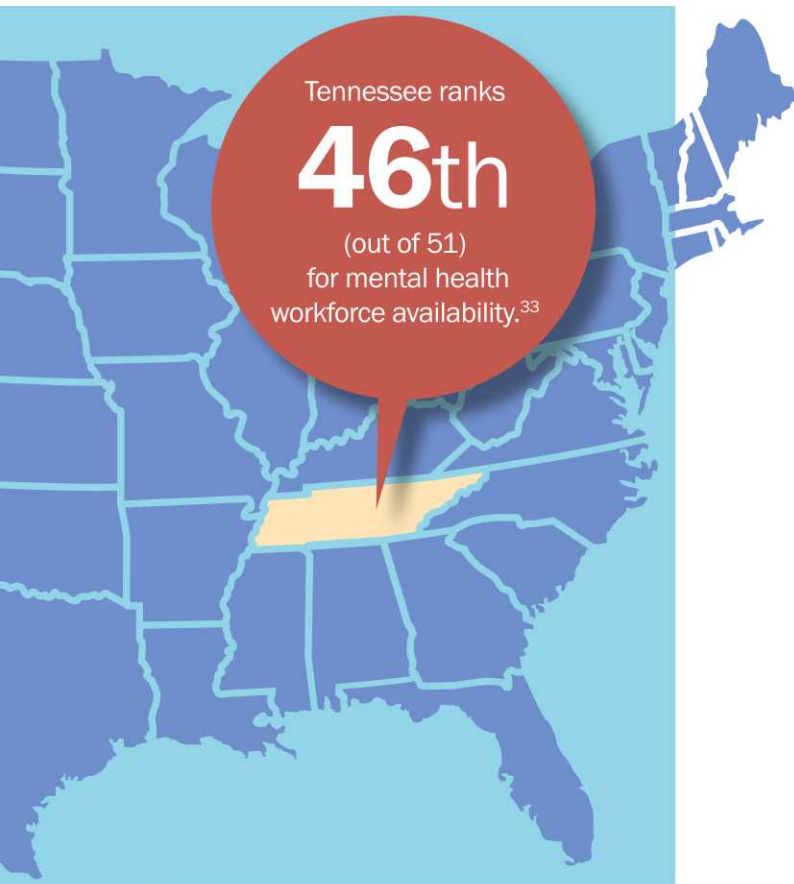 Tennessee ranks
46th
(out of 51)
for mental health
workforce availability.³³